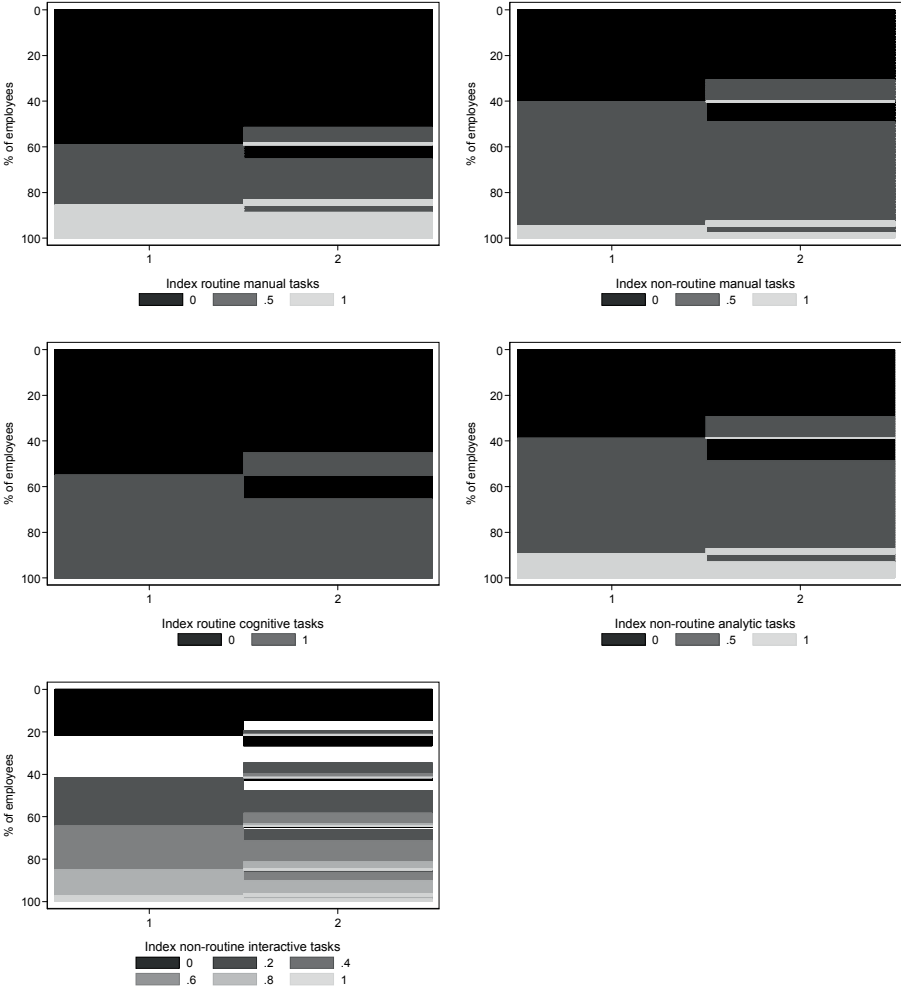 % of employees
0
20
40
60
80
100
1 2
Index routine manual tasks
0 .5 1
% of employees
0
20
40
60
80
100
1 2
Index non-routine manual tasks
0 .5 1
% of employees
0
20
40
60
80
100
1 2
Index routine cognitive tasks
0 1
% of employees
0
20
40
60
80
100
1 2
Index non-routine analytic tasks
0 .5 1
% of employees
0
20
40
60
80
100
1 2
Index non-routine interactive tasks
0 .2 .4
.6 .8 1